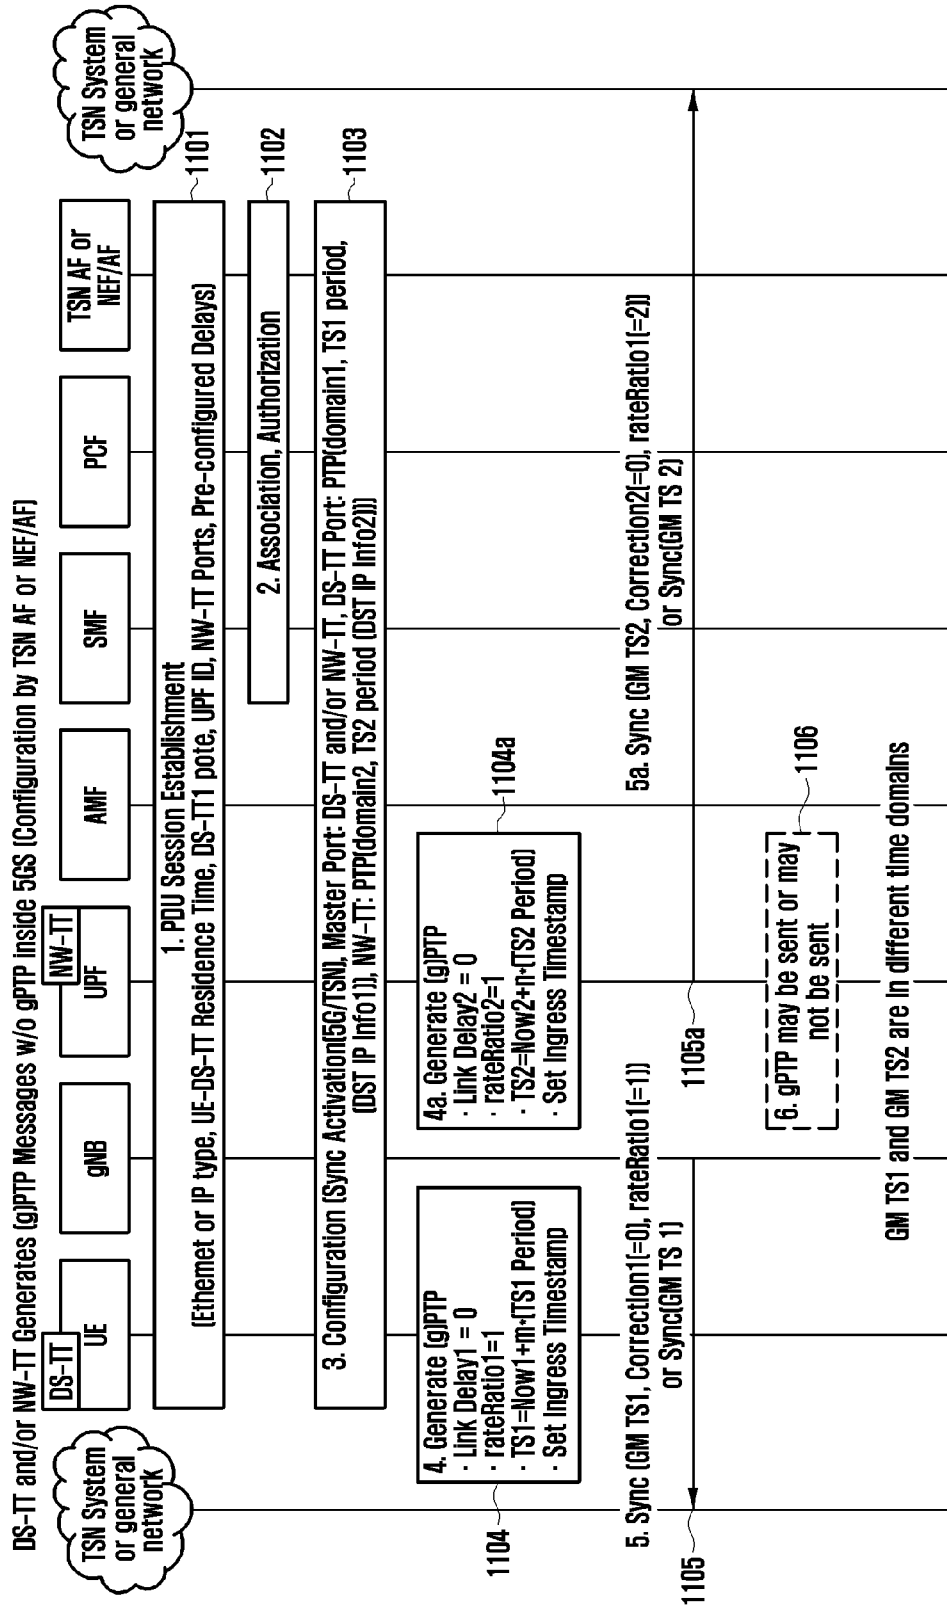 DS-TT and/or NW-TT Generates (g)PTP Messages w/o gPTP inside 5GS (Configuration by TSN AF or NEF/AF)
TSN System
or general
network
DS-TT
UE
gNB
NW-TT
UPF
AMF
SMF
PCF
TSN AF or
NEF/AF
TSN System
or general
network
1. PDU Session Establishment
(Ethemet or IP type, UE-DS-TT Residence Time, DS-TT1 pote, UPF ID, NW-TT Ports, Pre-configured Delays)
1101
2. Association, Authorization
1102
3. Configuration (Sync Activation(5G/TSN), Master Port: DS-TT and/or NW-TT, DS-TT Port: PTP(domain1, TS1 period,
(DST IP Info1)), NW-TT: PTP(domain2, TS2 period (DST IP Info2)))
1103
4. Generate (g)PTP
· Link Delay1 = 0
· rateRatio1=1
· TS1=Now1+m*(TS1 Period)
· Set Ingress Timestamp
1104
4a. Generate (g)PTP
· Link Delay2 = 0
· rateRatio2=1
· TS2=Now2+n*(TS2 Period)
· Set Ingress Timestamp
1104a
5. Sync (GM TS1, Correction1(=0), rateRatio1(=1))
or Sync(GM TS 1)
1105
5a. Sync (GM TS2, Correction2(=0), rateRatio1(=2))
or Sync(GM TS 2)
1105a
6. gPTP may be sent or may
not be sent
1106
GM TS1 and GM TS2 are in different time domains